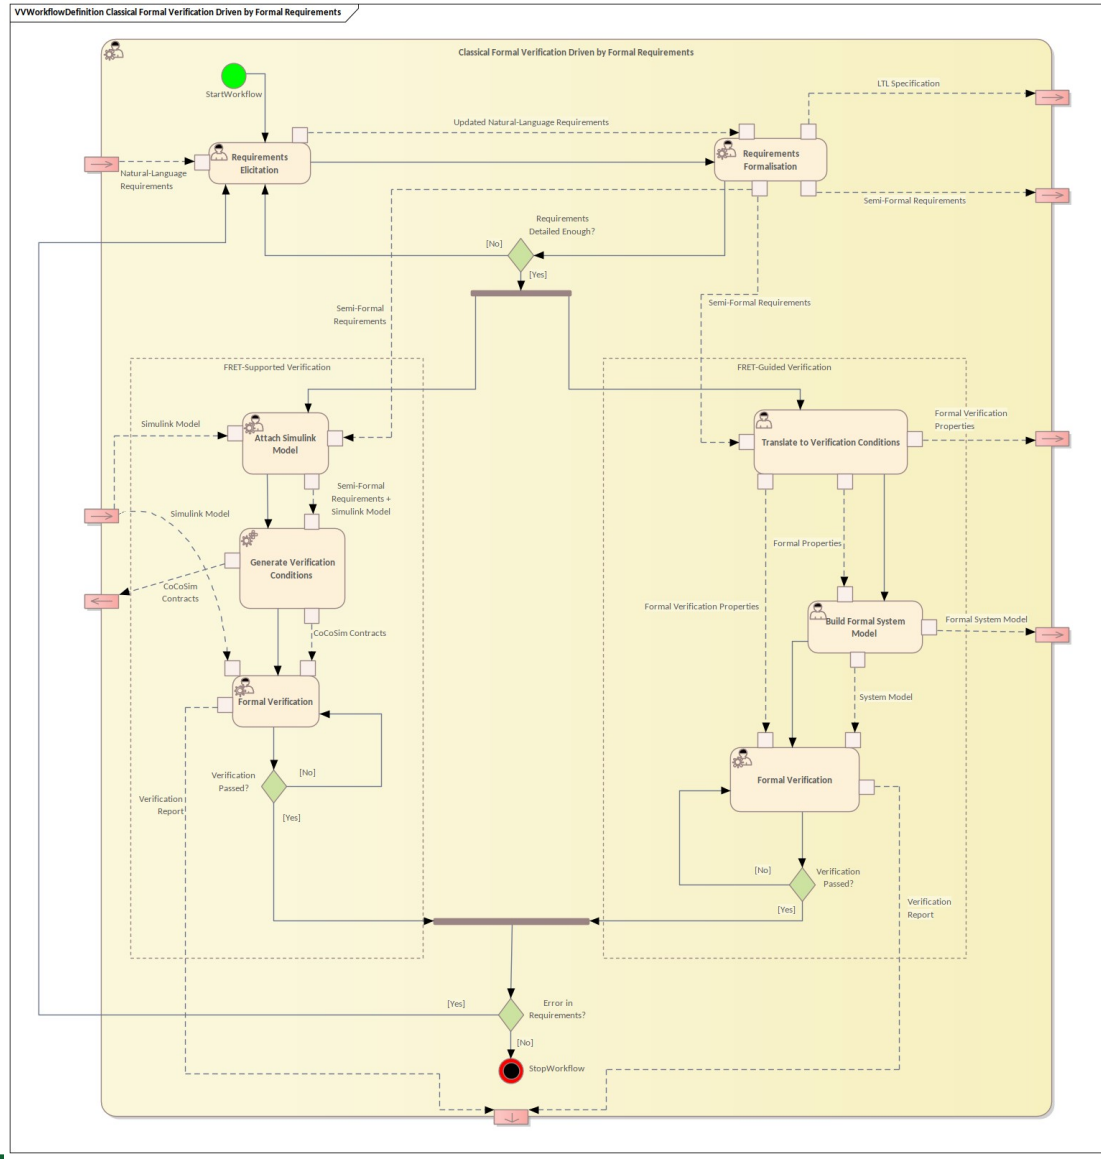 VVWorkflowDefinition Classical Formal Verification Driven by Formal Requirements
Classical Formal Verification Driven by Formal Requirements
StartWorkflow
LTL Specification
Updated Natural-Language Requirements
Natural-Language
Requirements
Requirements
Elicitation
Requirements
Formalisation
Semi-Formal Requirements
Requirements
Detailed Enough?
[No]
[Yes]
Semi-Formal
Requirements
Semi-Formal Requirements
FRET-Supported Verification
FRET-Guided Verification
Simulink Model
Attach Simulink
Model
Translate to Verification Conditions
Formal Verification
Properties
Semi-Formal
Requirements +
Simulink Model
Simulink Model
Generate Verification
Conditions
Formal Properties
CoCoSim
Contracts
CoCoSim Contracts
Formal Verification Properties
Build Formal System
Model
Formal System Model
Formal Verification
System Model
Verification
Passed?
[No]
[Yes]
Verification
Report
Formal Verification
[No]
Verification
Passed?
[Yes]
Verification
Report
[Yes]
Error in
Requirements?
[No]
StopWorkflow